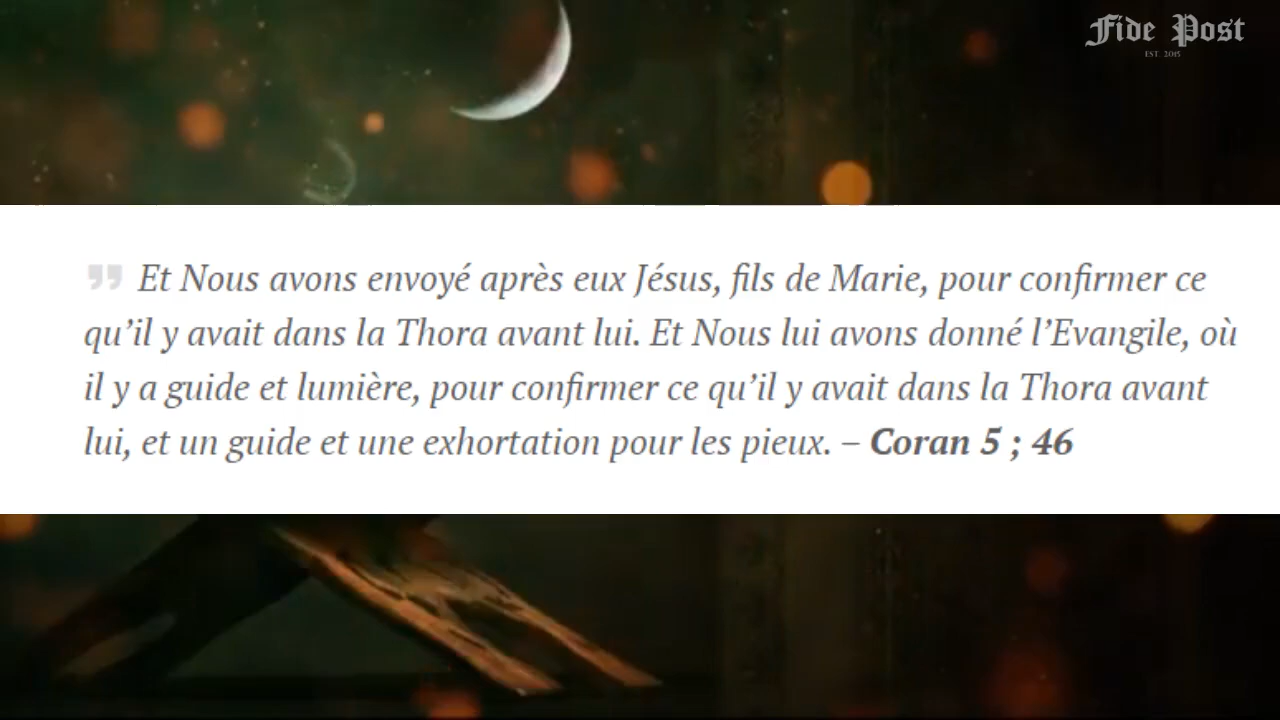 Fide Post
EST. 2015
❞ Et Nous avons envoyé après eux Jésus, fils de Marie, pour confirmer ce
qu’il y avait dans la Thora avant lui. Et Nous lui avons donné l’Evangile, où
il y a guide et lumière, pour confirmer ce qu’il y avait dans la Thora avant
lui, et un guide et une exhortation pour les pieux. – Coran 5 ; 46